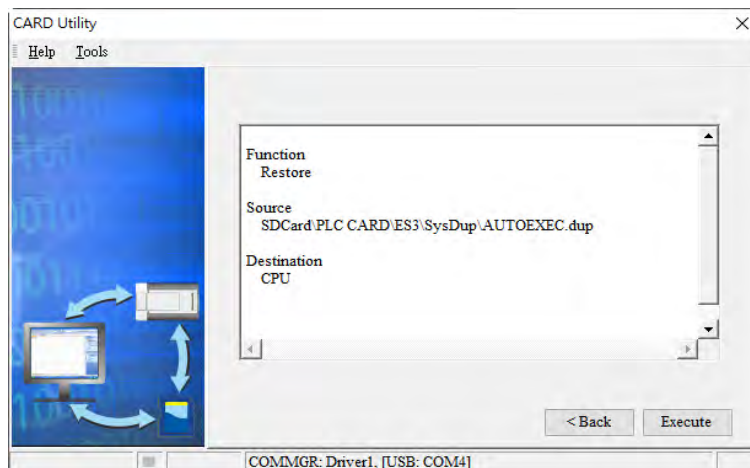 CARD Utility
Help Tools
Function
Restore
Source
SDCard\PLC CARD\ES3\SysDup\AUTOEXEC.dup
Destination
CPU
< Back Execute
COMMGR: Driver1, [USB: COM4]